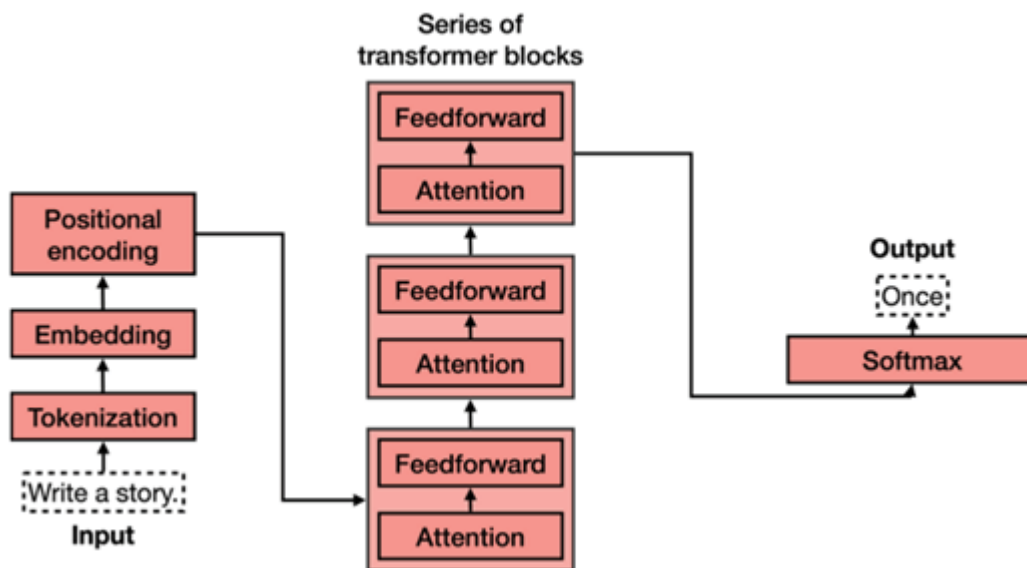 Series of
transformer blocks
Feedforward
Attention
Positional
encoding
Feedforward
Attention
Embedding
Tokenization
Write a story.
Input
Feedforward
Attention
Output
Once
Softmax